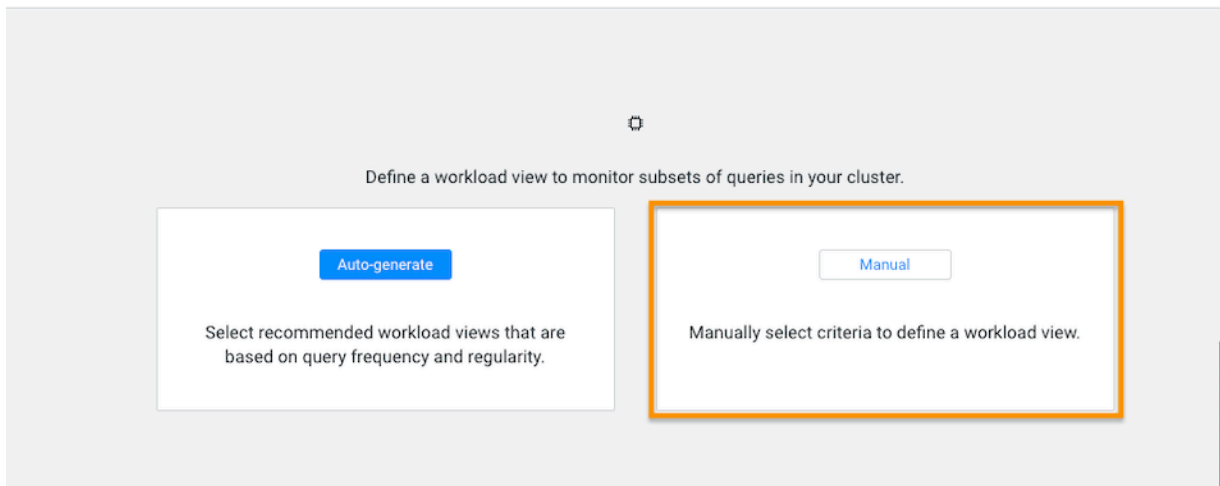 Define a workload view to monitor subsets of queries in your cluster.
Auto-generate
Select recommended workload views that are
based on query frequency and regularity.
Manual
Manually select criteria to define a workload view.